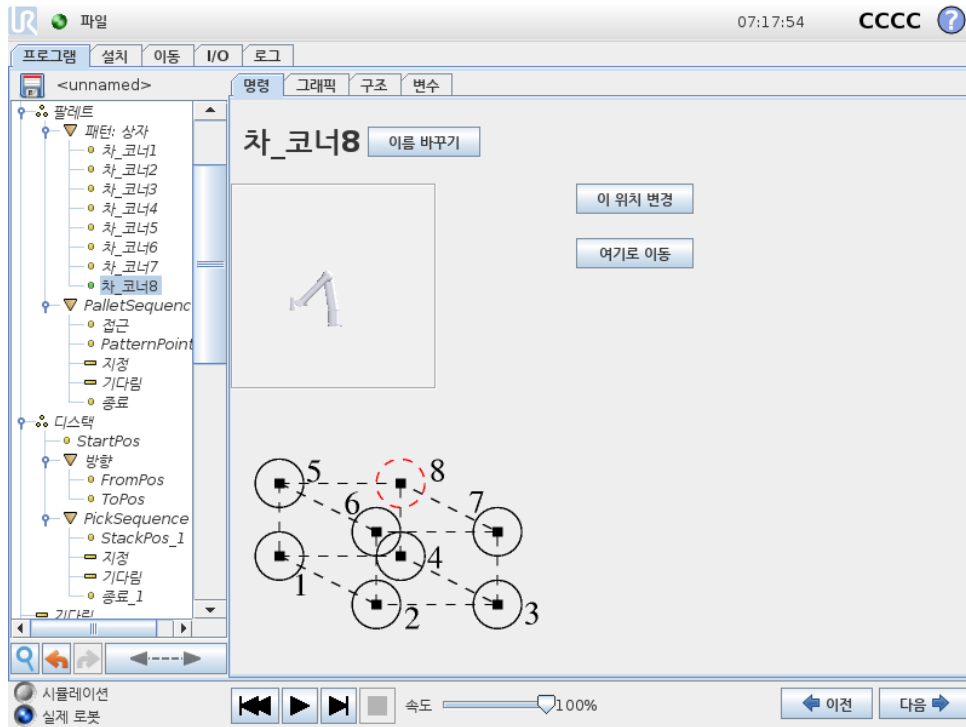 UR 파일 07:17:54 CCCC ?
프로그램 설치 이동 I/O 로그
<unnamed>
명령 그래픽 구조 변수
팔레트
패턴: 상자
차_코너1
차_코너2
차_코너3
차_코너4
차_코너5
차_코너6
차_코너7
차_코너8
PalletSequenc
접근
PatternPoint
지정
기다림
종료
디스택
StartPos
방향
FromPos
ToPos
PickSequence
StackPos_1
지정
기다림
종료_1
기다림
차_코너8 이름 바꾸기
이 위치 변경
여기로 이동
5 8
6 7
4
1 2 3
시뮬레이션
실제 로봇
속도 100%
이전 다음